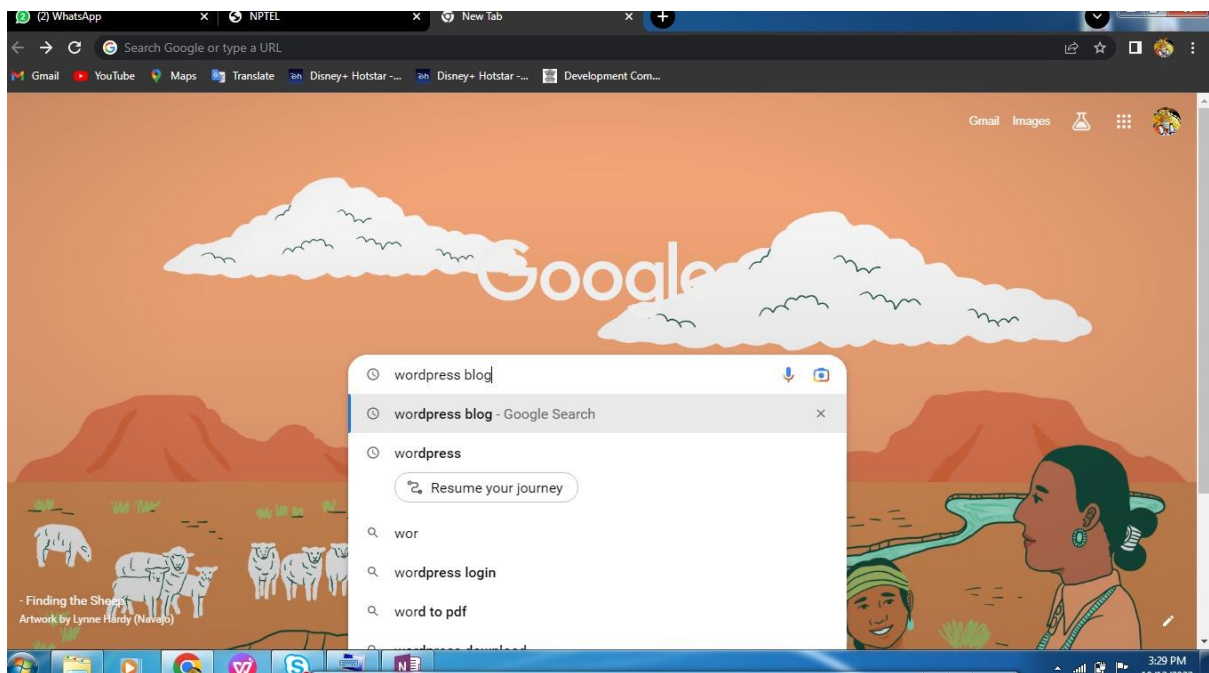 (2) WhatsApp
NPTEL
New Tab
Search Google or type a URL
Gmail YouTube Maps Translate Disney+ Hotstar -... Disney+ Hotstar -... Development Com...
Gmail Images
Google
wordpress blog
wordpress blog - Google Search
wordpress
Resume your journey
wor
wordpress login
word to pdf
wordpress download
- Finding the Sheep
Artwork by Lynne Hardy (Navajo)
3:29 PM